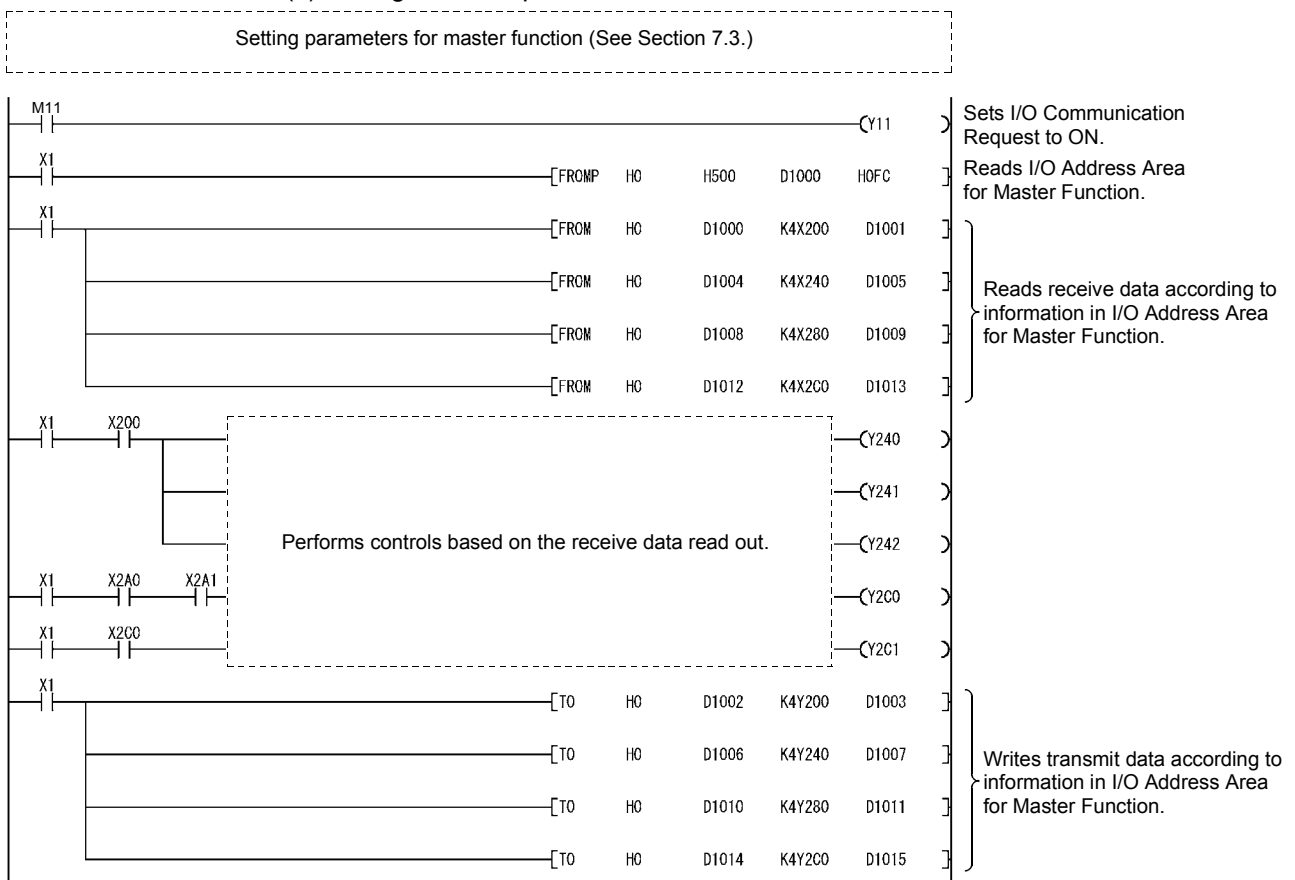 Setting parameters for master function (See Section 7.3.)
M11
Y11
Sets I/O Communication
Request to ON.
X1
FROMP H0 H500 D1000 H0FC
Reads I/O Address Area
for Master Function.
X1
FROM H0 D1000 K4X200 D1001
FROM H0 D1004 K4X240 D1005
FROM H0 D1008 K4X280 D1009
FROM H0 D1012 K4X2C0 D1013
Reads receive data according to
information in I/O Address Area
for Master Function.
X1 X200
Y240
Y241
Performs controls based on the receive data read out.
Y242
X1 X2A0 X2A1
Y2C0
X1 X2C0
Y2C1
X1
TO H0 D1002 K4Y200 D1003
TO H0 D1006 K4Y240 D1007
TO H0 D1010 K4Y280 D1011
TO H0 D1014 K4Y2C0 D1015
Writes transmit data according to
information in I/O Address Area
for Master Function.